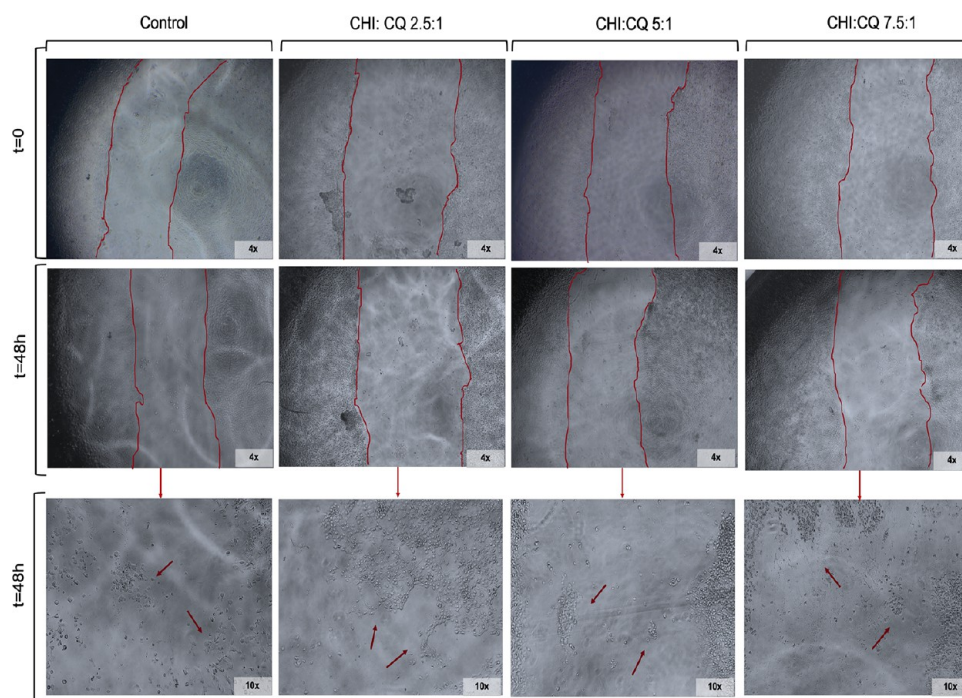 Control
CHI: CQ 2.5:1
CHI:CQ 5:1
CHI:CQ 7.5:1
t=0
4x
4x
4x
4x
t=48h
4x
4x
4x
4x
t=48h
10x
10x
10x
10x